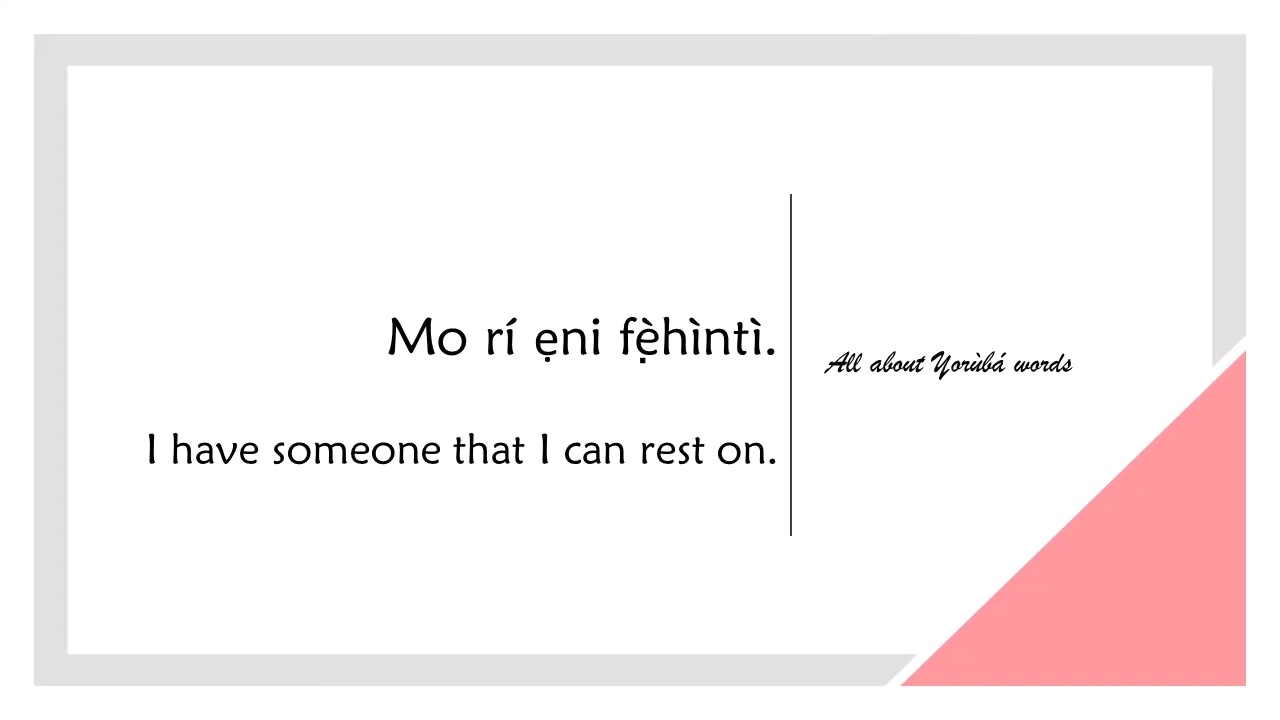 Mo rí ẹni fẹ̀hìntì.
I have someone that I can rest on.
All about Yorùbá words